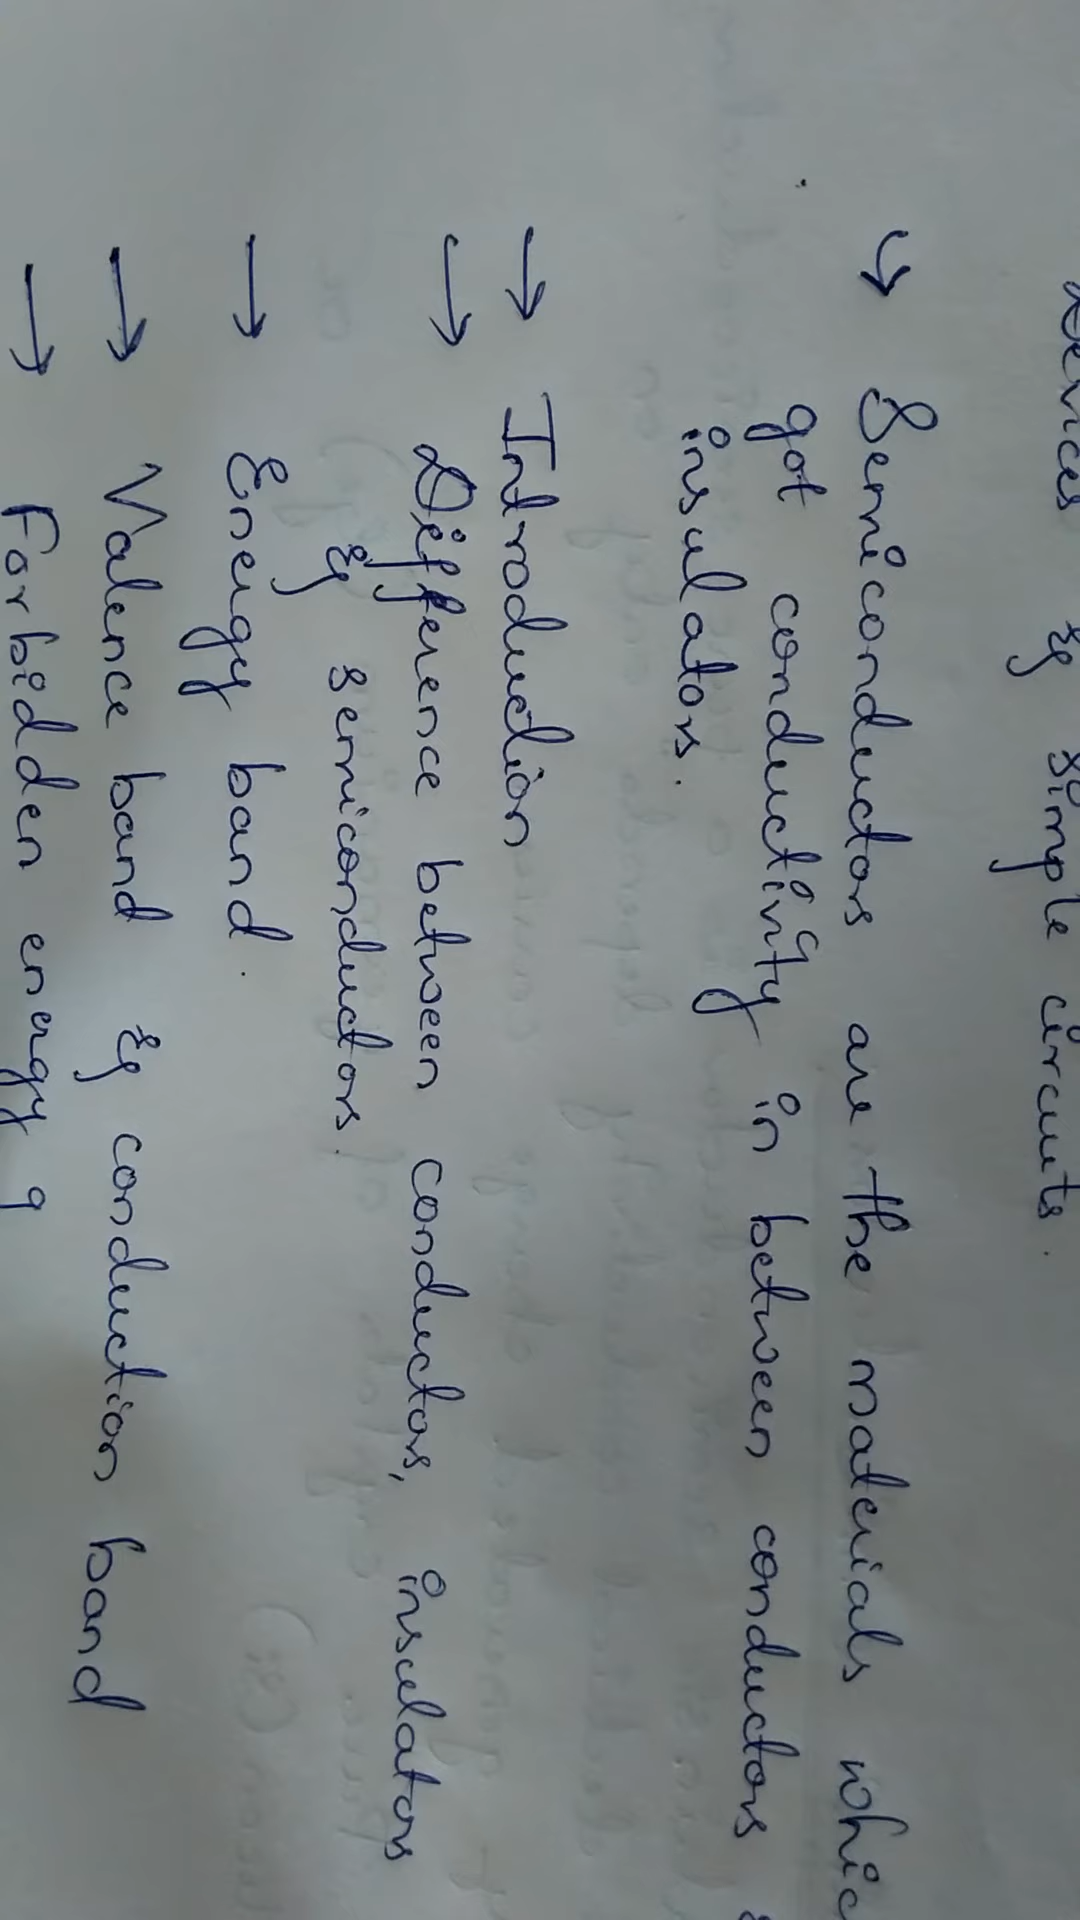 Devices & simple circuits.
→ Semiconductors are the materials whic
got conductivity in between conductors &
insulators.
→ Introduction
→ Difference between conductors, insulators
& semiconductors.
→ Energy band.
→ Valence band & conduction band
→ Forbidden energy g